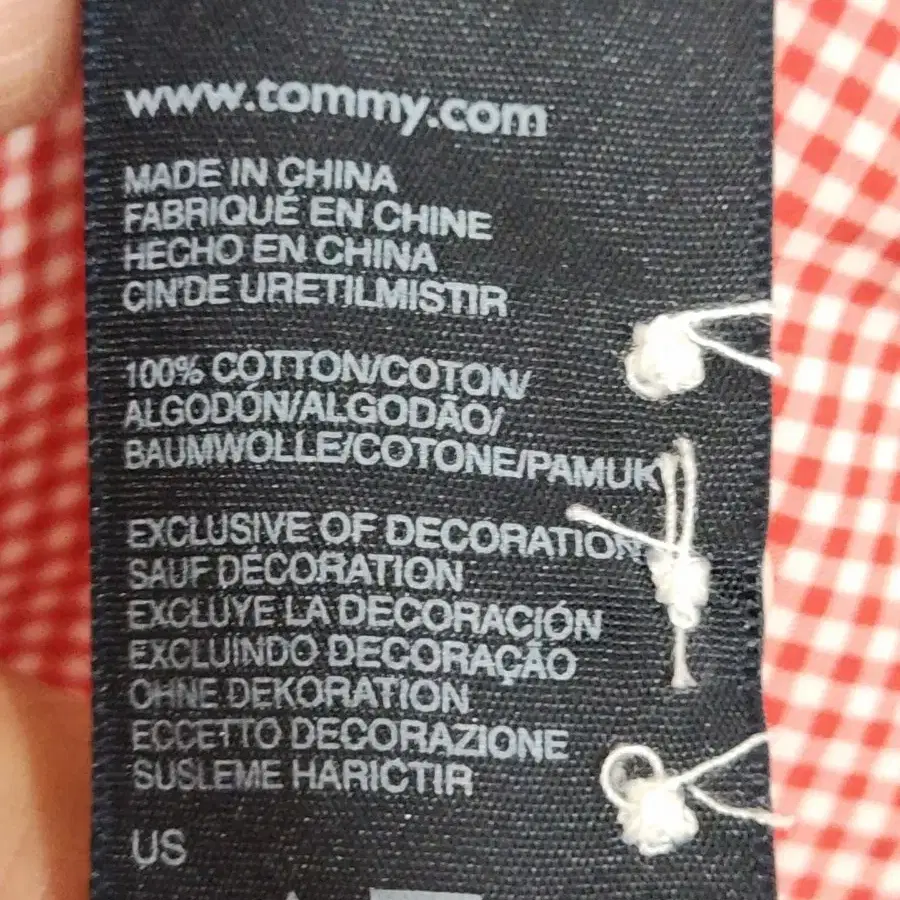 www.tommy.com
MADE IN CHINA
FABRIQUÉ EN CHINE
HECHO EN CHINA
ÇIN'DE URETILMISTIR
100% COTTON/COTON/
ALGODÓN/ALGODÃO/
BAUMWOLLE/COTONE/PAMUK
EXCLUSIVE OF DECORATION
SAUF DÉCORATION
EXCLUYE LA DECORACIÓN
EXCLUINDO DECORAÇÃO
OHNE DEKORATION
ECCETTO DECORAZIONE
SUSLEME HARIÇTIR
US